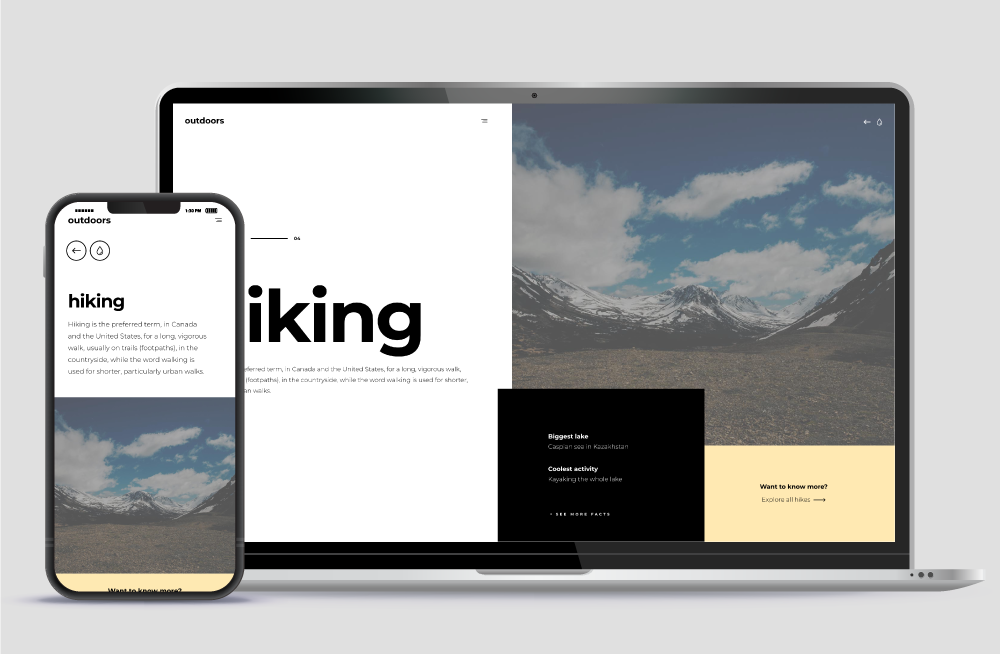 outdoors
04
iking
eferred term, in Canada and the United States, for a long, vigorous walk,
(footpaths), in the countryside, while the word walking is used for shorter,
an walks.
Biggest lake
Caspian sea in Kazakhstan
Coolest activity
Kayaking the whole lake
+ SEE MORE FACTS
Want to know more?
Explore all hikes
1:30 PM
outdoors
hiking
Hiking is the preferred term, in Canada
and the United States, for a long, vigorous
walk, usually on trails (footpaths), in the
countryside, while the word walking is
used for shorter, particularly urban walks.
Want to know more?